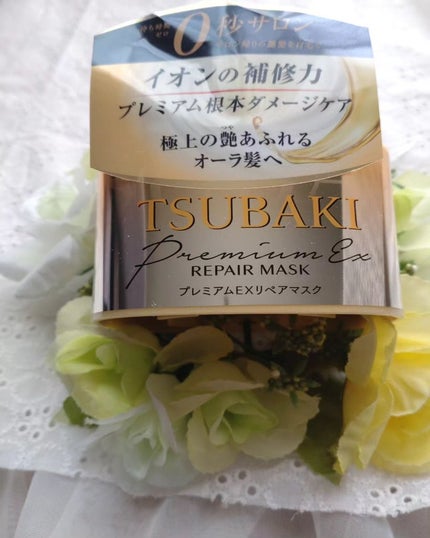 0秒サロン
イオンの補修力
プレミアム根本ダメージケア
極上の艶あふれる
つや
オーラ髪へ
TSUBAKI
Premium Ex
REPAIR MASK
プレミアムEXリペアマスク